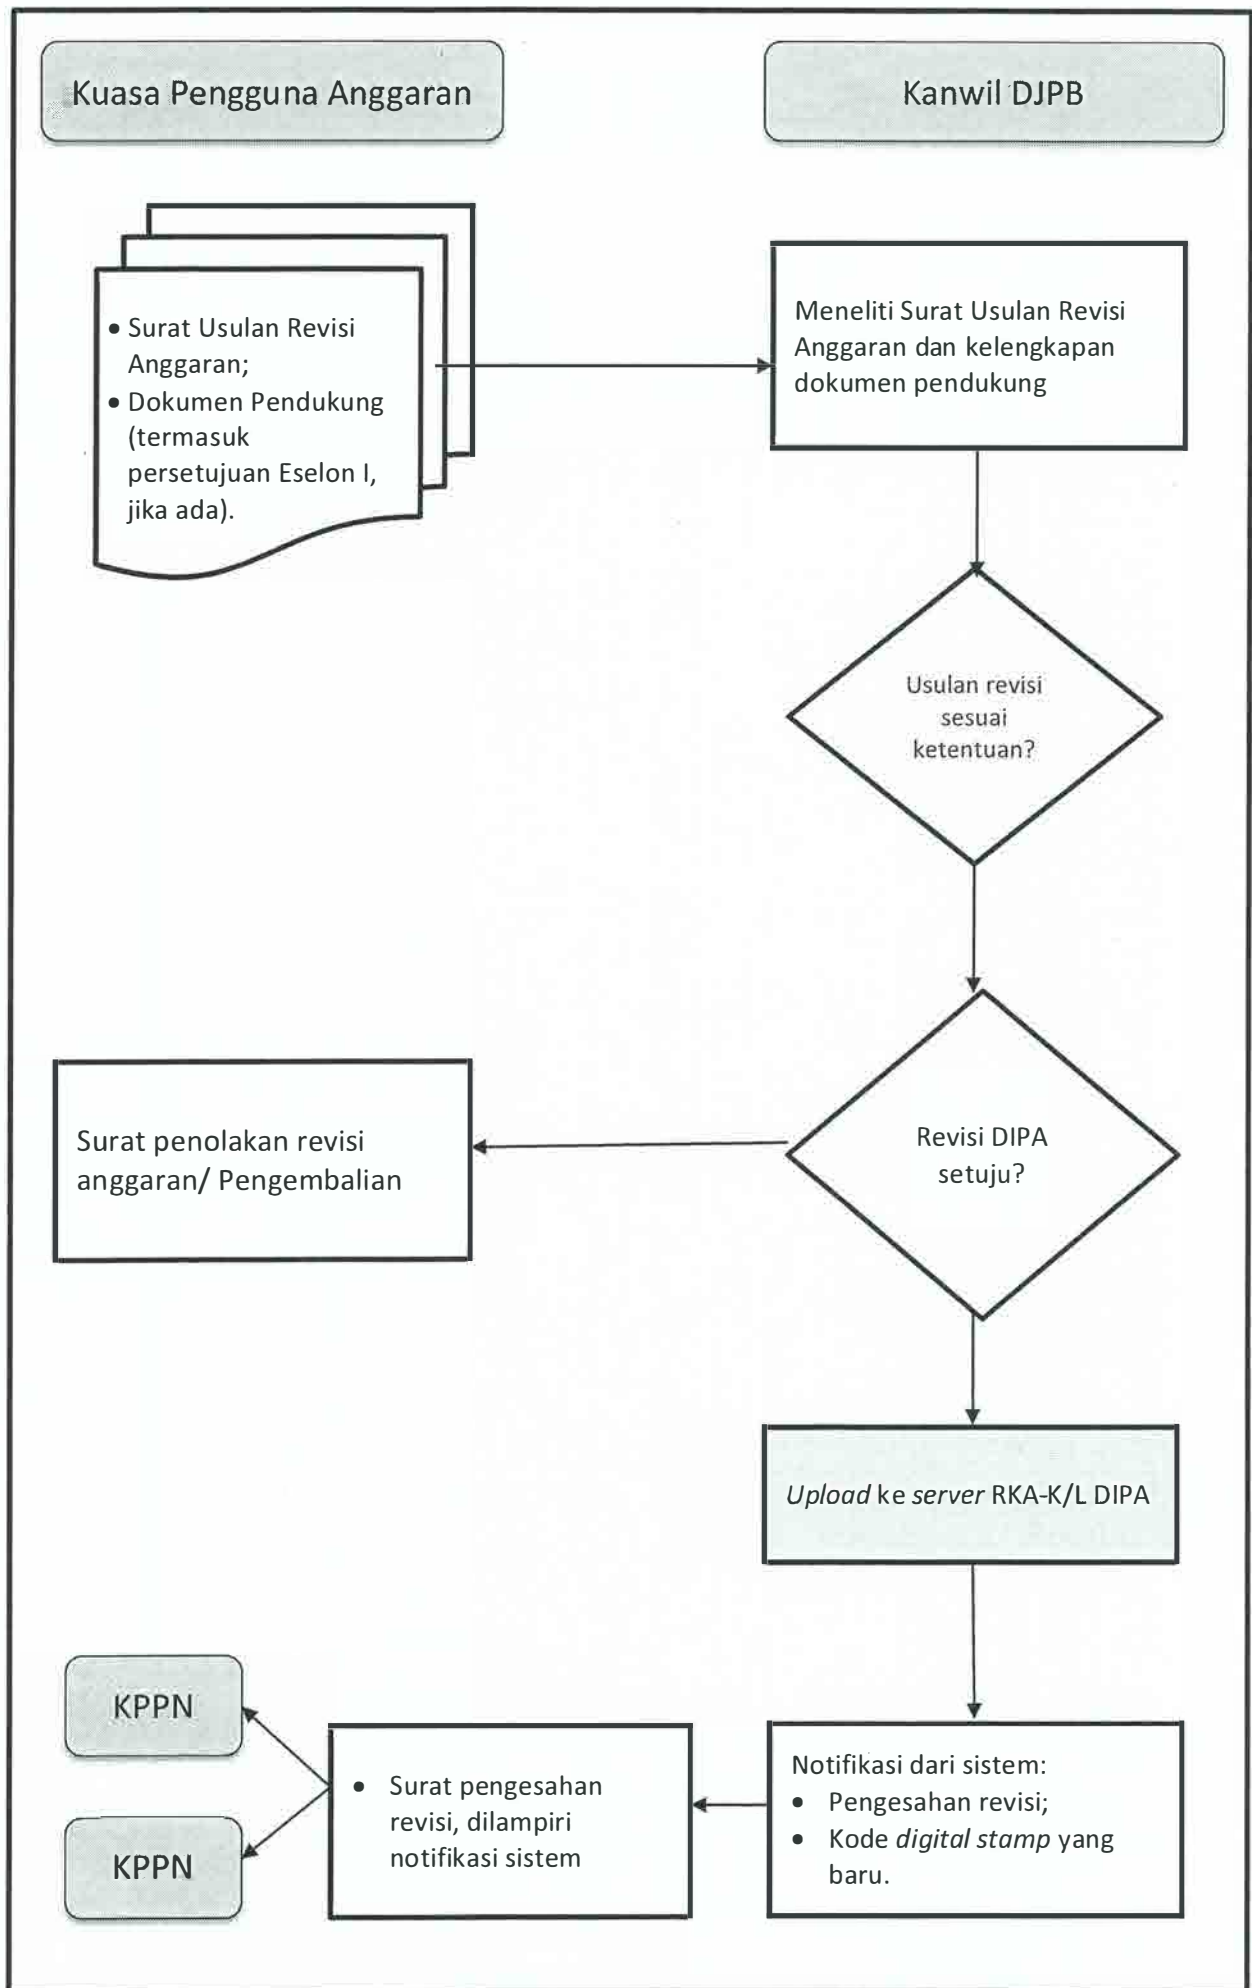 Kuasa Pengguna Anggaran
Kanwil DJPB
• Surat Usulan Revisi
Anggaran;
• Dokumen Pendukung
(termasuk
persetujuan Eselon I,
jika ada).
Meneliti Surat Usulan Revisi
Anggaran dan kelengkapan
dokumen pendukung
Usulan revisi
sesuai
ketentuan?
Revisi DIPA
setuju?
Surat penolakan revisi
anggaran/ Pengembalian
Upload ke server RKA-K/L DIPA
Notifikasi dari sistem:
• Pengesahan revisi;
• Kode digital stamp yang
baru.
• Surat pengesahan
revisi, dilampiri
notifikasi sistem
KPPN
KPPN